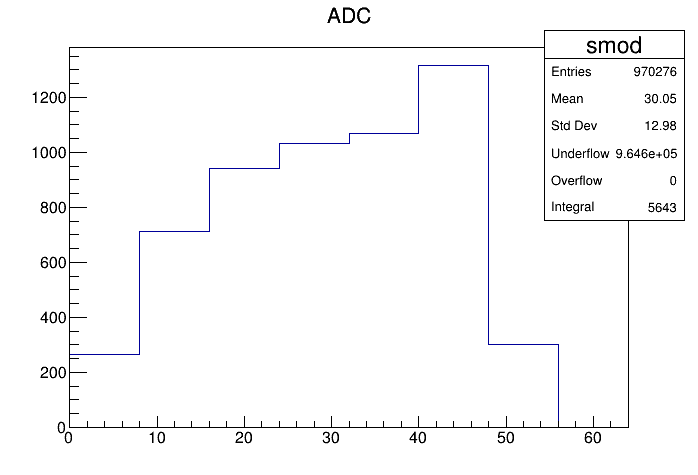 ADC
smod
Entries 970276
Mean 30.05
Std Dev 12.98
Underflow 9.646e+05
Overflow 0
Integral 5643
1200
1000
800
600
400
200
0
0 10 20 30 40 50 60